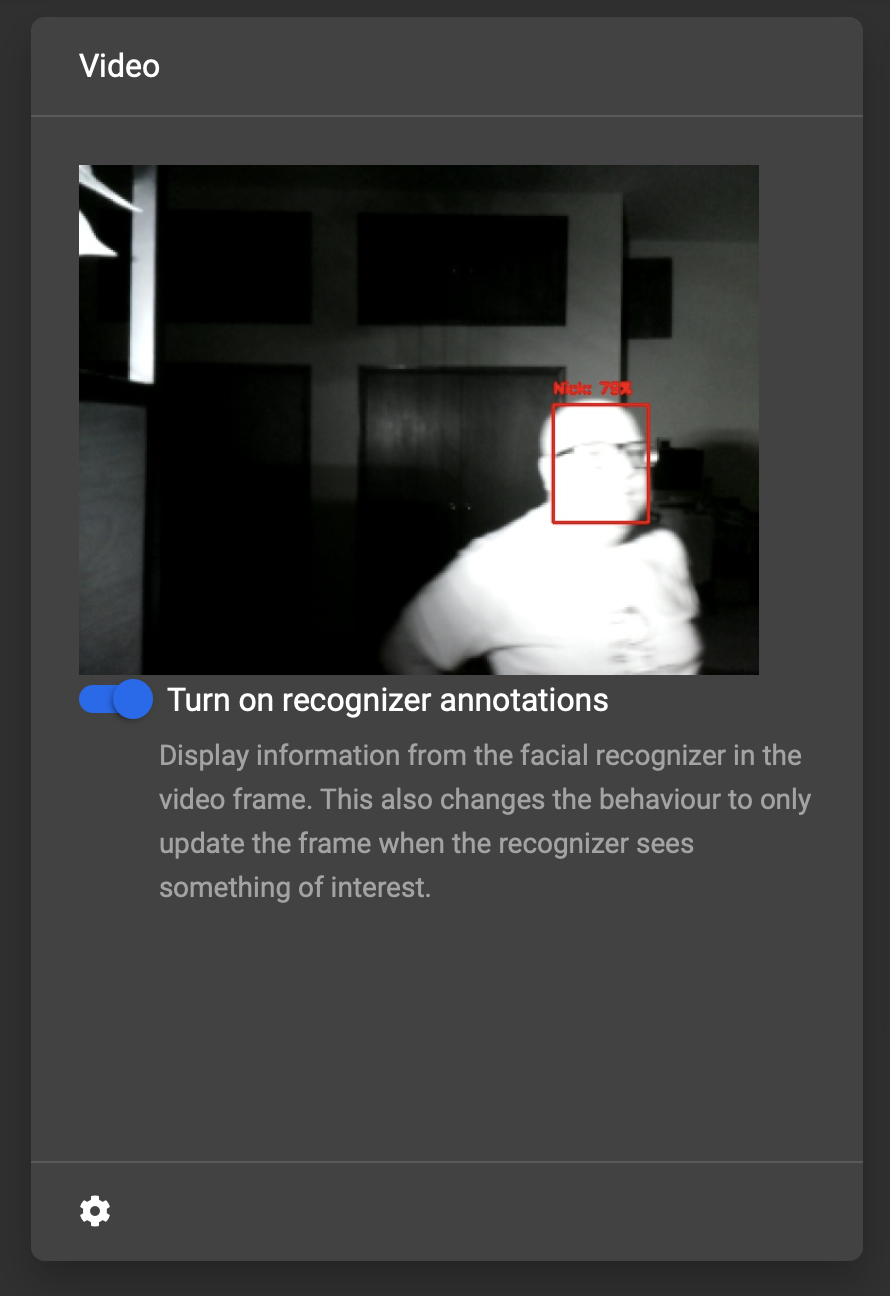 Video
Nick: 79%
Turn on recognizer annotations
Display information from the facial recognizer in the
video frame. This also changes the behaviour to only
update the frame when the recognizer sees
something of interest.